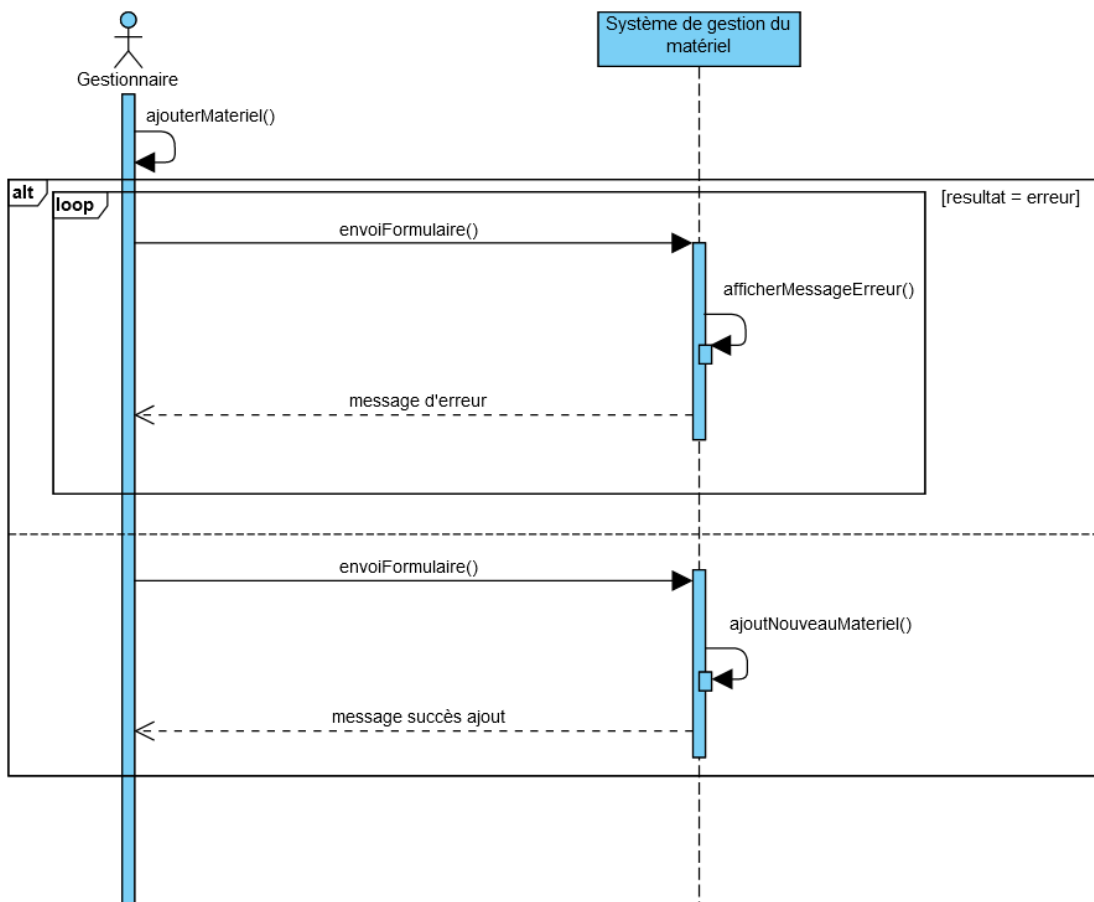 Système de gestion du
matériel
Gestionnaire
ajouterMateriel()
alt
loop
[resultat = erreur]
envoiFormulaire()
afficherMessageErreur()
message d'erreur
envoiFormulaire()
ajoutNouveauMateriel()
message succès ajout